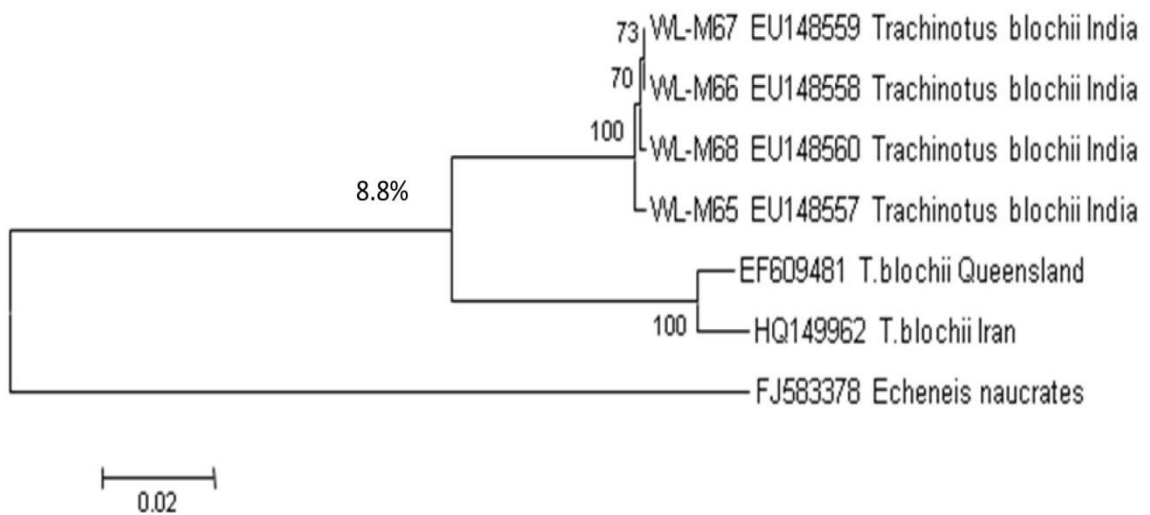 73 WL-M67 EU148559 Trachinotus blochii India
70 WL-M66 EU148558 Trachinotus blochii India
100 WL-M68 EU148560 Trachinotus blochii India
8.8% WL-M65 EU148557 Trachinotus blochii India
EF609481 T.blochii Queensland
100 HQ149962 T.blochii Iran
FJ583378 Echeneis naucrates
0.02